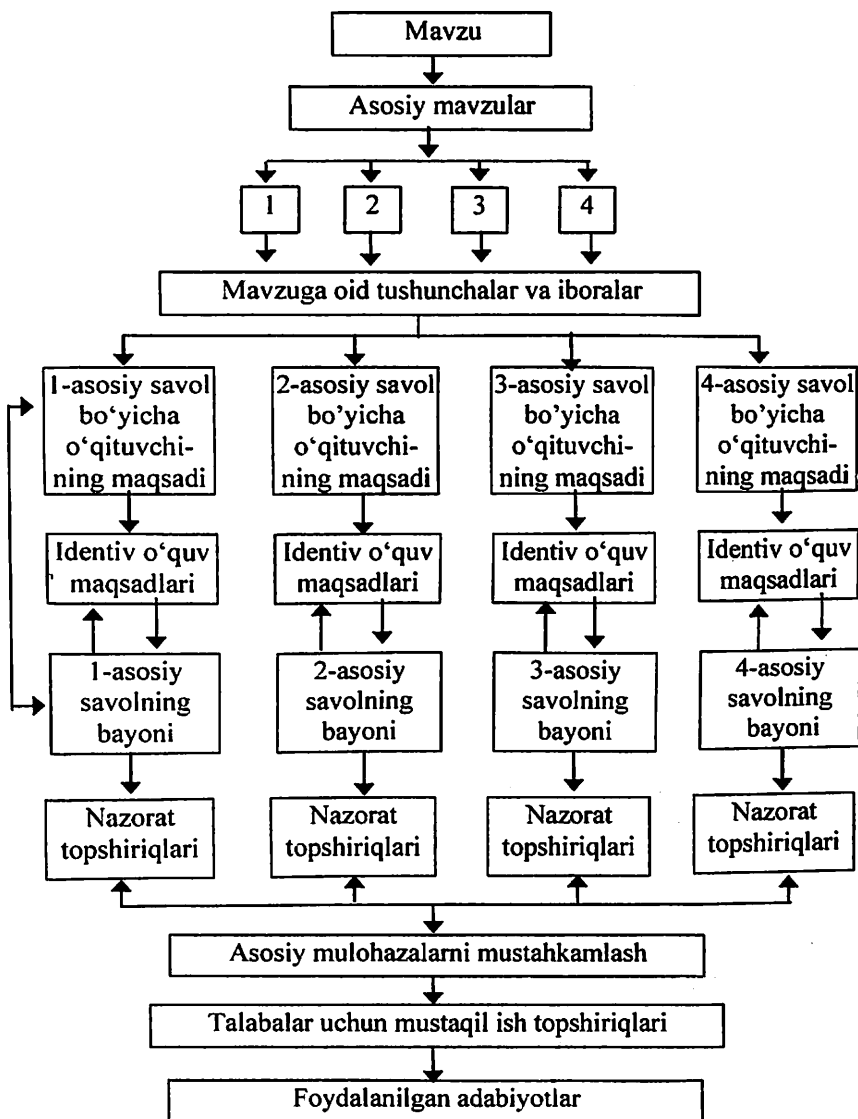 Mavzu
Asosiy mavzular
1
2
3
4
Mavzuga oid tushunchalar va iboralar
1-asosiy savol
bo‘yicha
o‘qituvchi-
ning maqsadi
2-asosiy savol
bo’yicha
o‘qituvchi-
ning maqsadi
3-asosiy savol
bo’yicha
o‘qituvchi-
ning maqsadi
4-asosiy savol
bo’yicha
o‘qituvchi-
ning maqsadi
Identiv o‘quv
maqsadlari
Identiv o‘quv
maqsadlari
Identiv o‘quv
maqsadlari
Identiv o‘quv
maqsadlari
1-asosiy
savolning
bayoni
2-asosiy
savolning
bayoni
3-asosiy
savolning
bayoni
4-asosiy
savolning
bayoni
Nazorat
topshiriqlari
Nazorat
topshiriqlari
Nazorat
topshiriqlari
Nazorat
topshiriqlari
Asosiy mulohazalarni mustahkamlash
Talabalar uchun mustaqil ish topshiriqlari
Foydalanilgan adabiyotlar